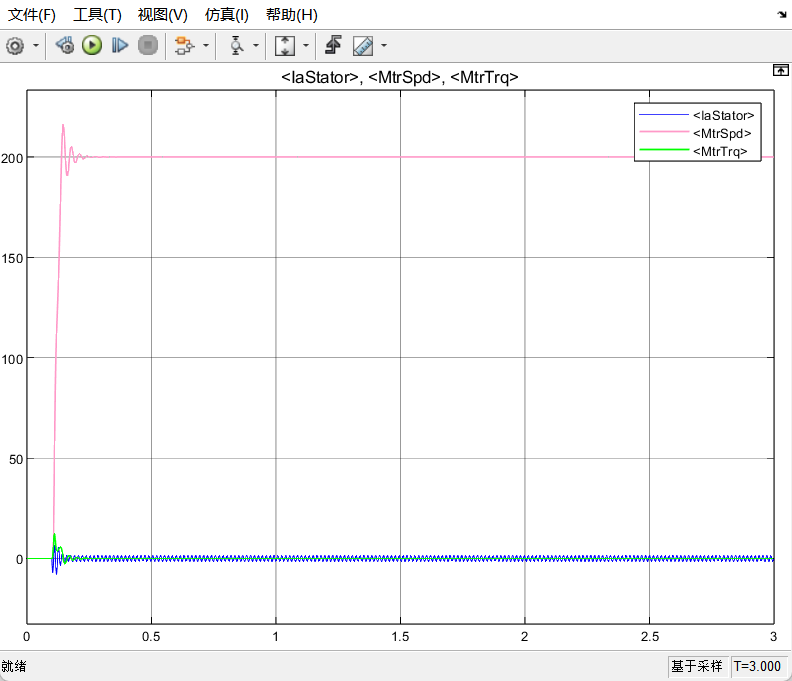 文件(F) 工具(T) 视图(V) 仿真(I) 帮助(H)
<IaStator>, <MtrSpd>, <MtrTrq>
<IaStator>
<MtrSpd>
<MtrTrq>
200
150
100
50
0
0 0.5 1 1.5 2 2.5 3
就绪 基于采样 T=3.000